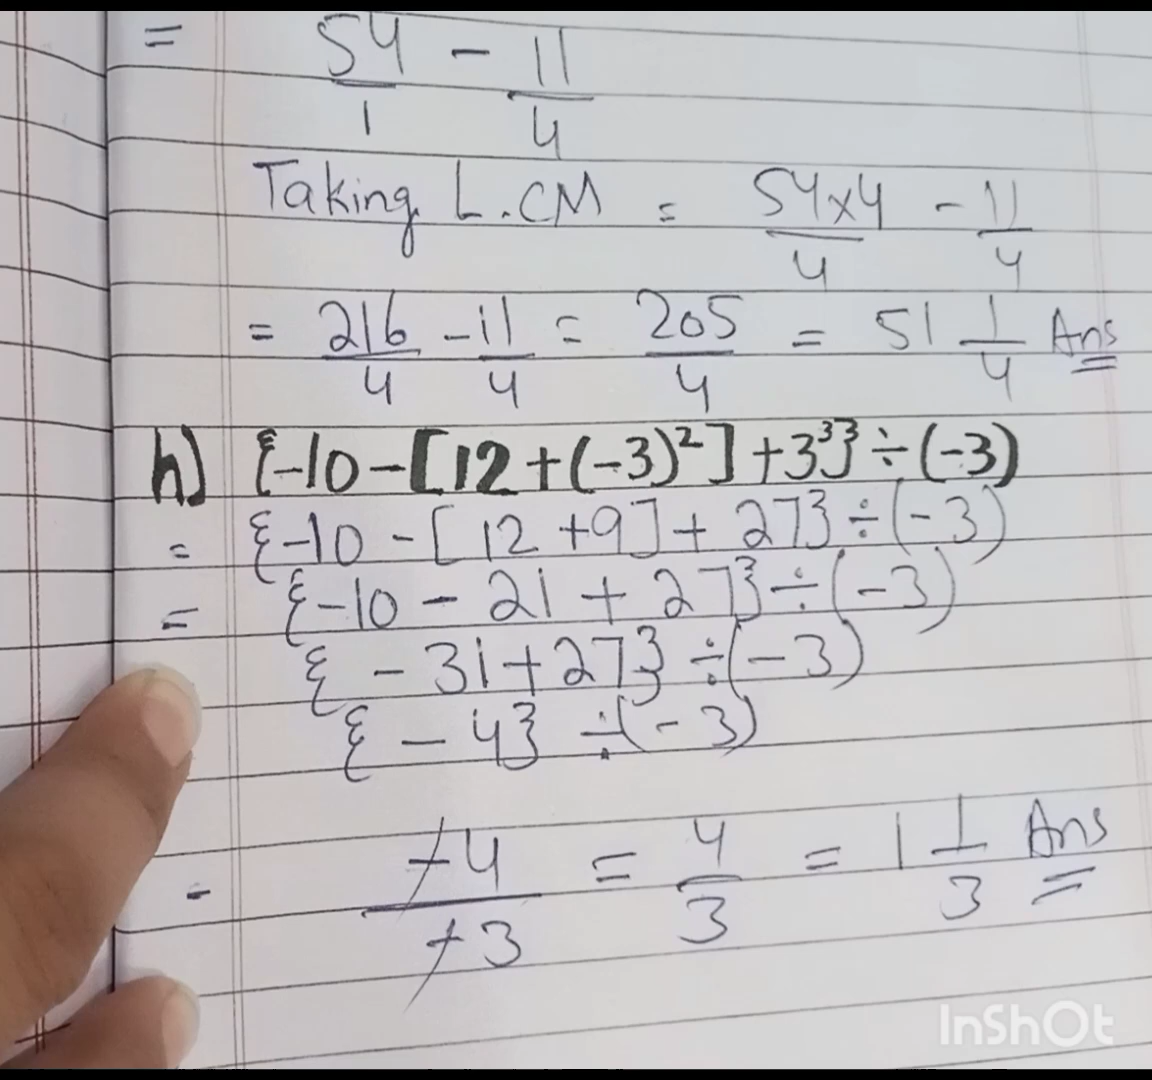 = 54/1 - 11/4
Taking L.CM = 54x4/4 - 11/4
= 216/4 - 11/4 = 205/4 = 51 1/4 Ans
h) {-10-[12+(-3)²]+3³}÷(-3)
= {-10-[12+9]+27}÷(-3)
= {-10-21+27}÷(-3)
{-31+27}÷(-3)
{-4}÷(-3)
- -4/-3 = 4/3 = 1 1/3 Ans
InShOt